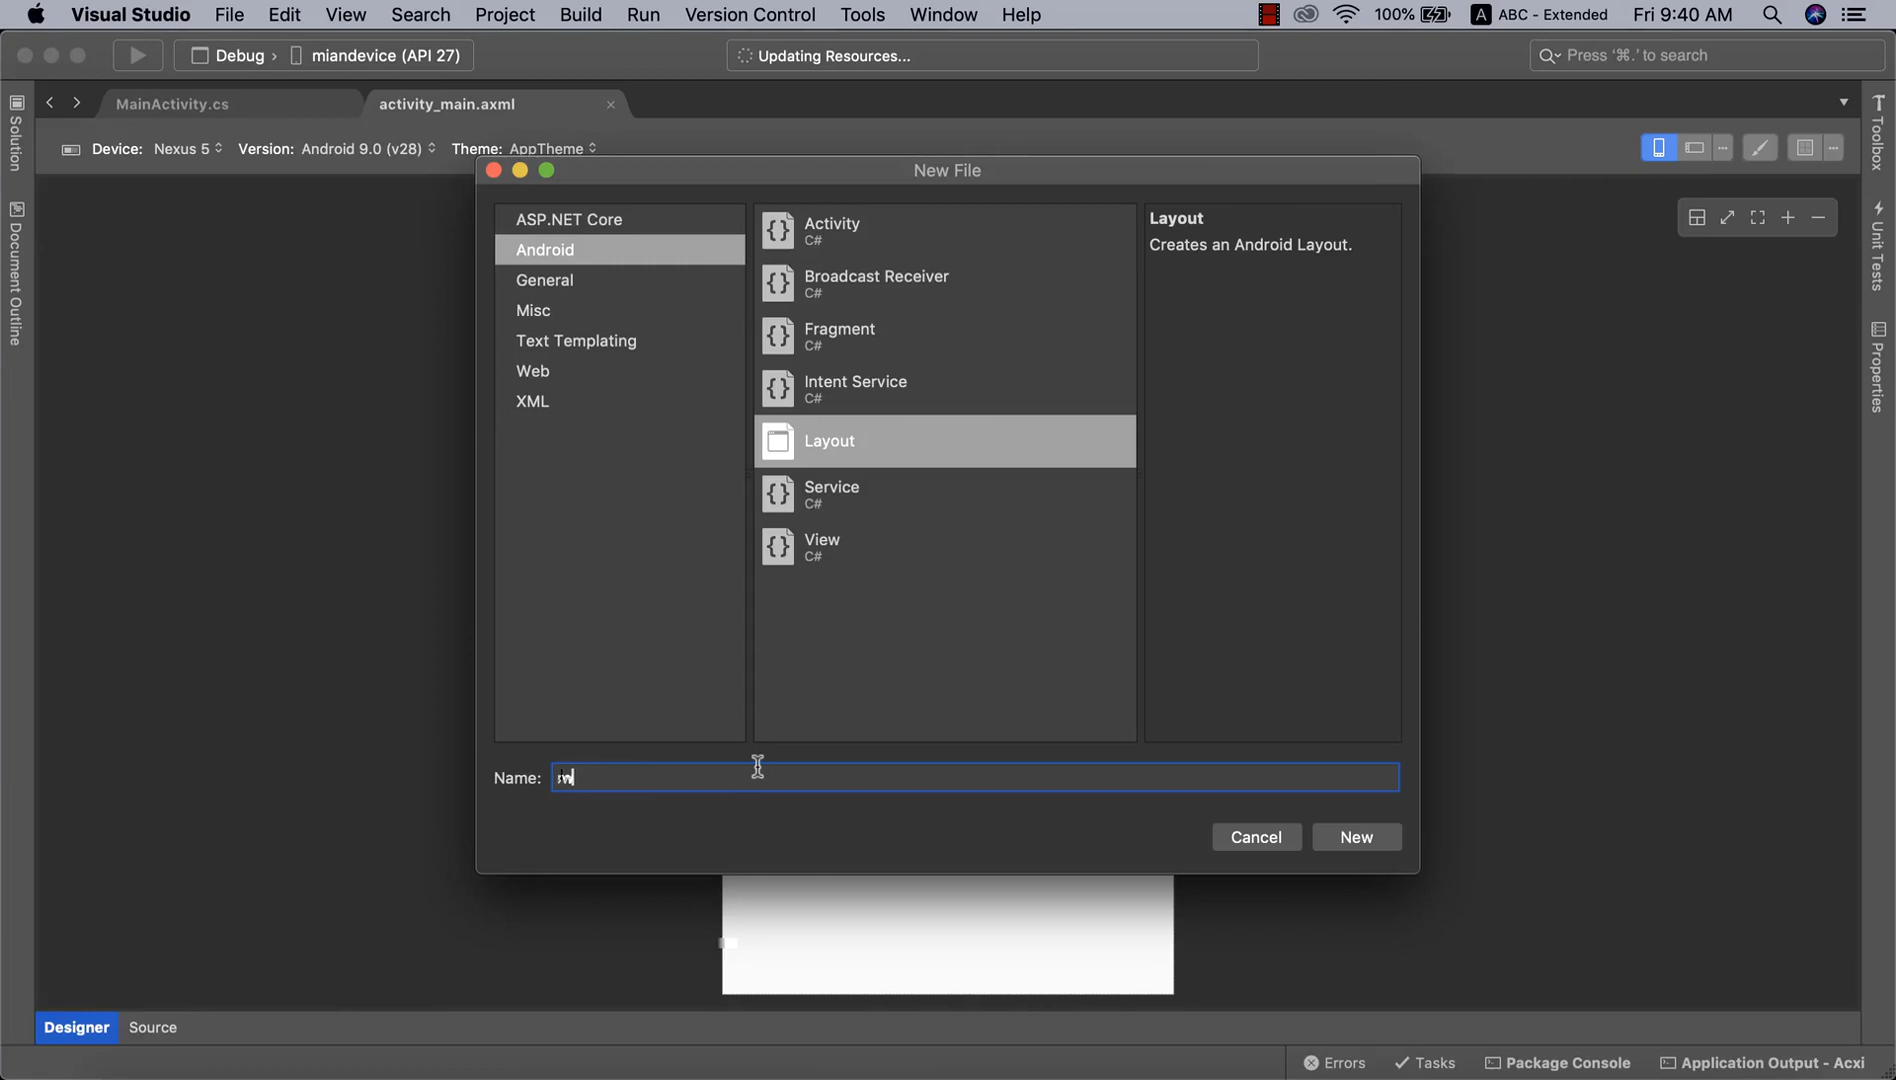 Visual Studio File Edit View Search Project Build Run Version Control Tools Window Help 100% A ABC - Extended Fri 9:40 AM
Debug › miandevice (API 27) Updating Resources... Press ‘⌘.’ to search
MainActivity.cs activity_main.axml
Device: Nexus 5 Version: Android 9.0 (v28) Theme: AppTheme
Solution
Document Outline
Toolbox
Unit Tests
Properties
New File
ASP.NET Core
Android
General
Misc
Text Templating
Web
XML
Activity
C#
Broadcast Receiver
C#
Fragment
C#
Intent Service
C#
Layout
Service
C#
View
C#
Layout
Creates an Android Layout.
Name:
Cancel New
Designer Source
Errors Tasks Package Console Application Output - Acxi